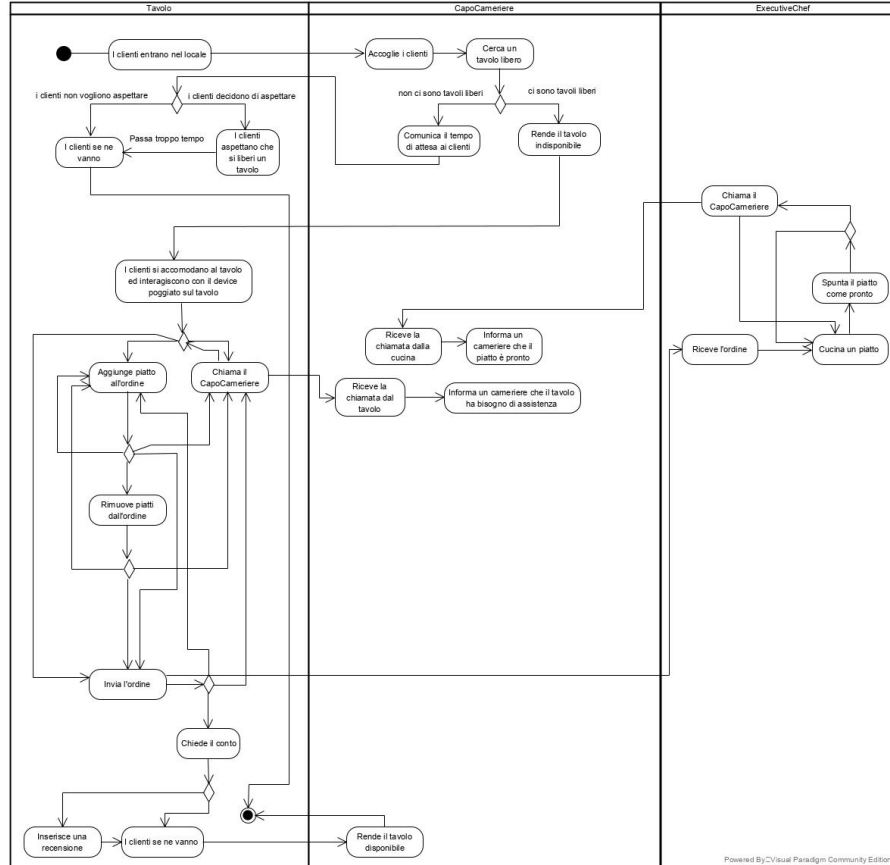 Tavolo
CapoCameriere
ExecutiveChef
I clienti entrano nel locale
Accoglie i clienti
Cerca un
tavolo libero
i clienti non vogliono aspettare
i clienti decidono di aspettare
non ci sono tavoli liberi
ci sono tavoli liberi
I clienti se ne
vanno
Passa troppo tempo
I clienti
aspettano che
si liberi un
tavolo
Comunica il tempo
di attesa ai clienti
Rende il tavolo
indisponibile
Chiama il
CapoCameriere
I clienti si accomodano al tavolo
ed interagiscono con il device
poggiato sul tavolo
Spunta il piatto
come pronto
Riceve la
chiamata dalla
cucina
Informa un
cameriere che il
piatto è pronto
Riceve l'ordine
Cucina un piatto
Aggiunge piatto
all'ordine
Chiama il
CapoCameriere
Riceve la
chiamata dal
tavolo
Informa un cameriere che il tavolo
ha bisogno di assistenza
Rimuove piatti
dall'ordine
Invia l'ordine
Chiede il conto
Inserisce una
recensione
I clienti se ne vanno
Rende il tavolo
disponibile
Powered By Visual Paradigm Community Edition